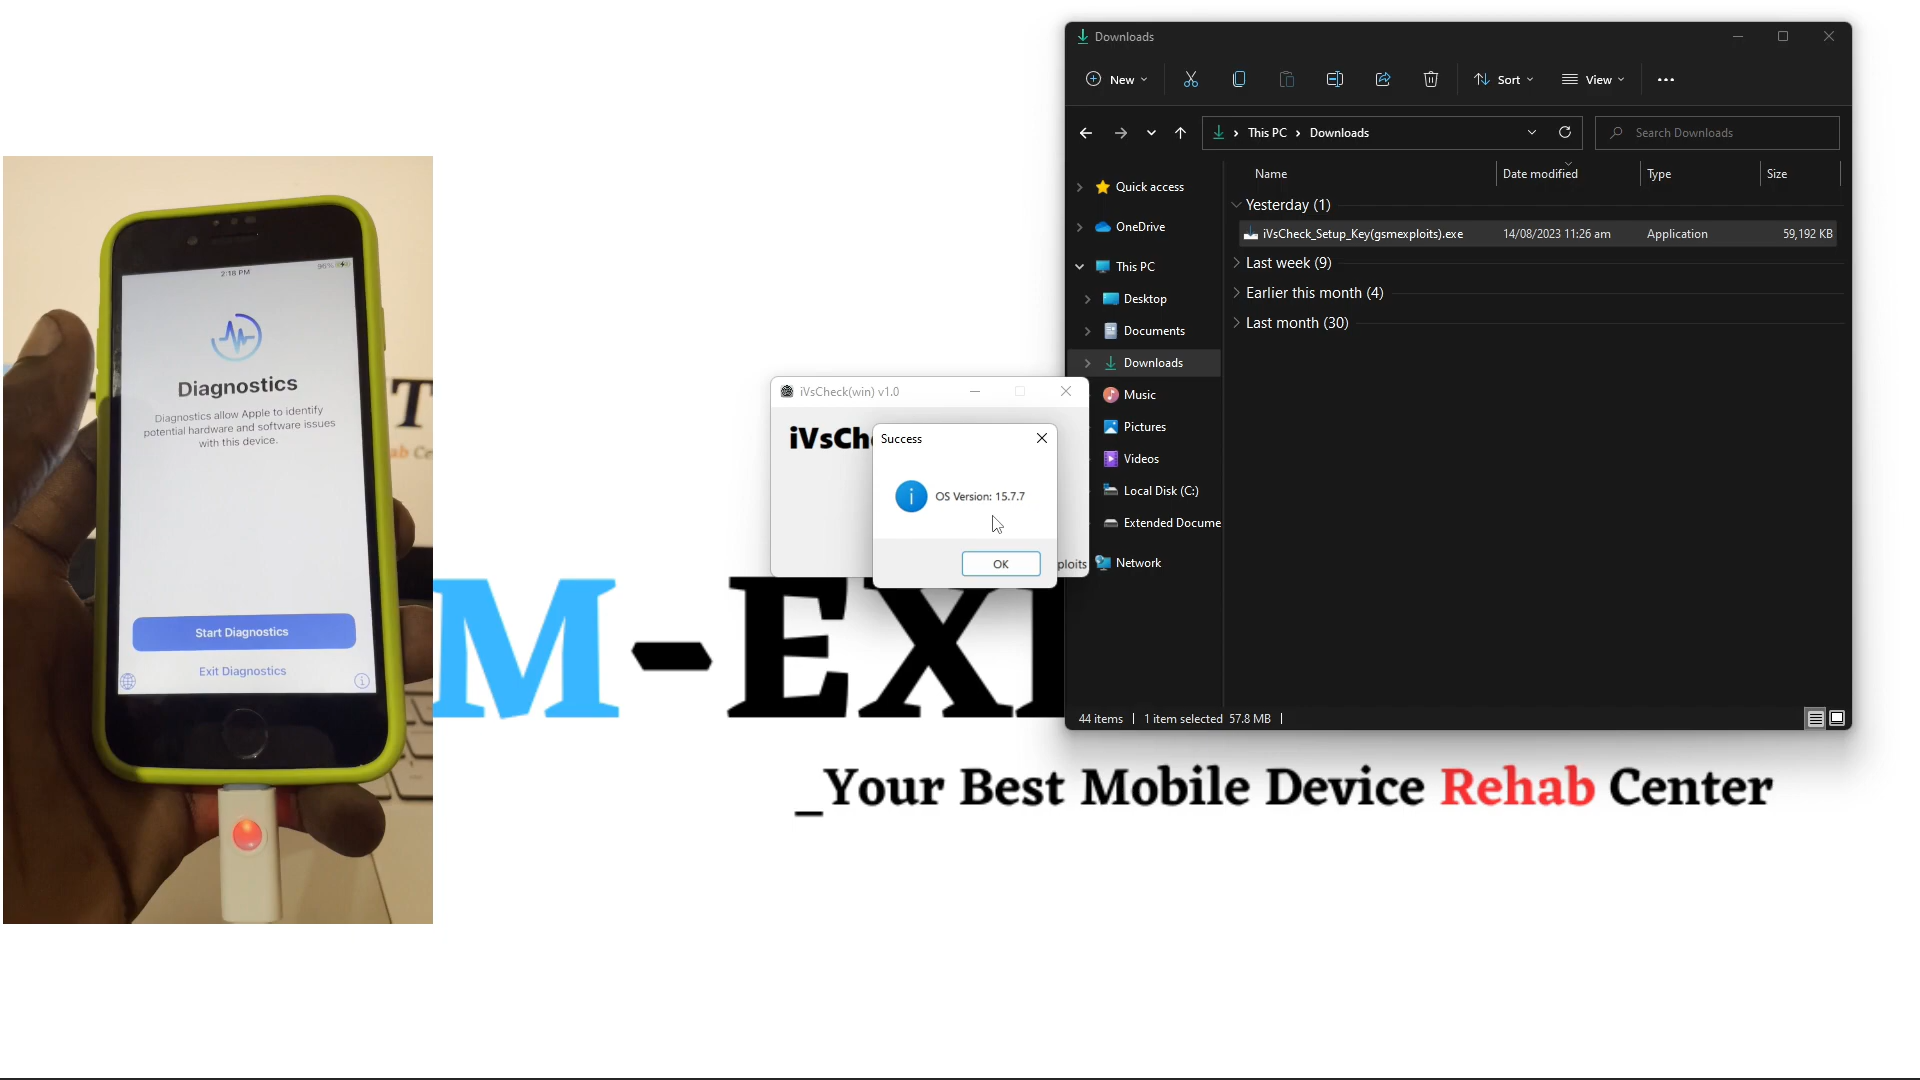 2:18 PM
96%
Diagnostics
Diagnostics allow Apple to identify
potential hardware and software issues
with this device.
Start Diagnostics
Exit Diagnostics
T
ab Ce
M-EXI
_Your Best Mobile Device Rehab Center
iVsCheck(win) v1.0
iVsCh
Success
OS Version: 15.7.7
OK
ploits
Downloads
New
Sort
View
This PC
Downloads
Search Downloads
Name
Date modified
Type
Size
Quick access
OneDrive
This PC
Desktop
Documents
Downloads
Music
Pictures
Videos
Local Disk (C:)
Extended Docume
Network
Yesterday (1)
iVsCheck_Setup_Key(gsmexploits).exe
14/08/2023 11:26 am
Application
59,192 KB
Last week (9)
Earlier this month (4)
Last month (30)
44 items
1 item selected 57.8 MB